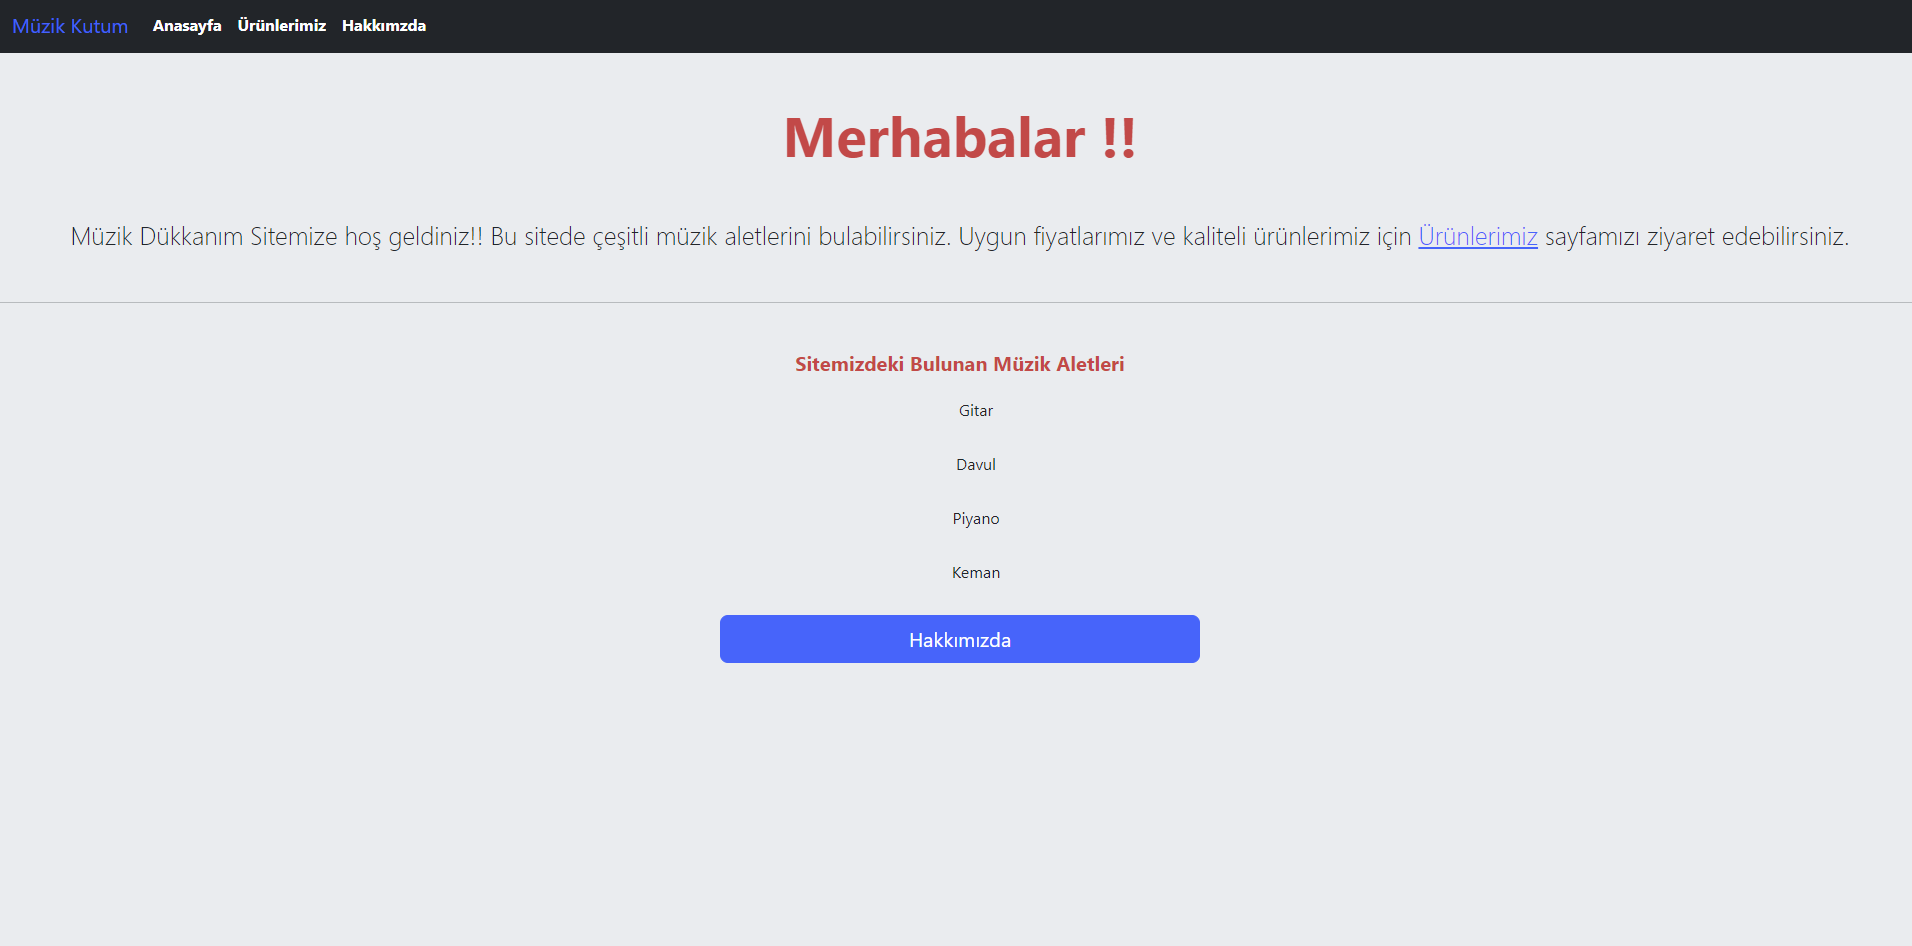 Müzik Kutum Anasayfa Ürünlerimiz Hakkımzda
Merhabalar !!
Müzik Dükkanım Sitemize hoş geldiniz!! Bu sitede çeşitli müzik aletlerini bulabilirsiniz. Uygun fiyatlarımız ve kaliteli ürünlerimiz için Ürünlerimiz sayfamızı ziyaret edebilirsiniz.
Sitemizdeki Bulunan Müzik Aletleri
Gitar
Davul
Piyano
Keman
Hakkımızda